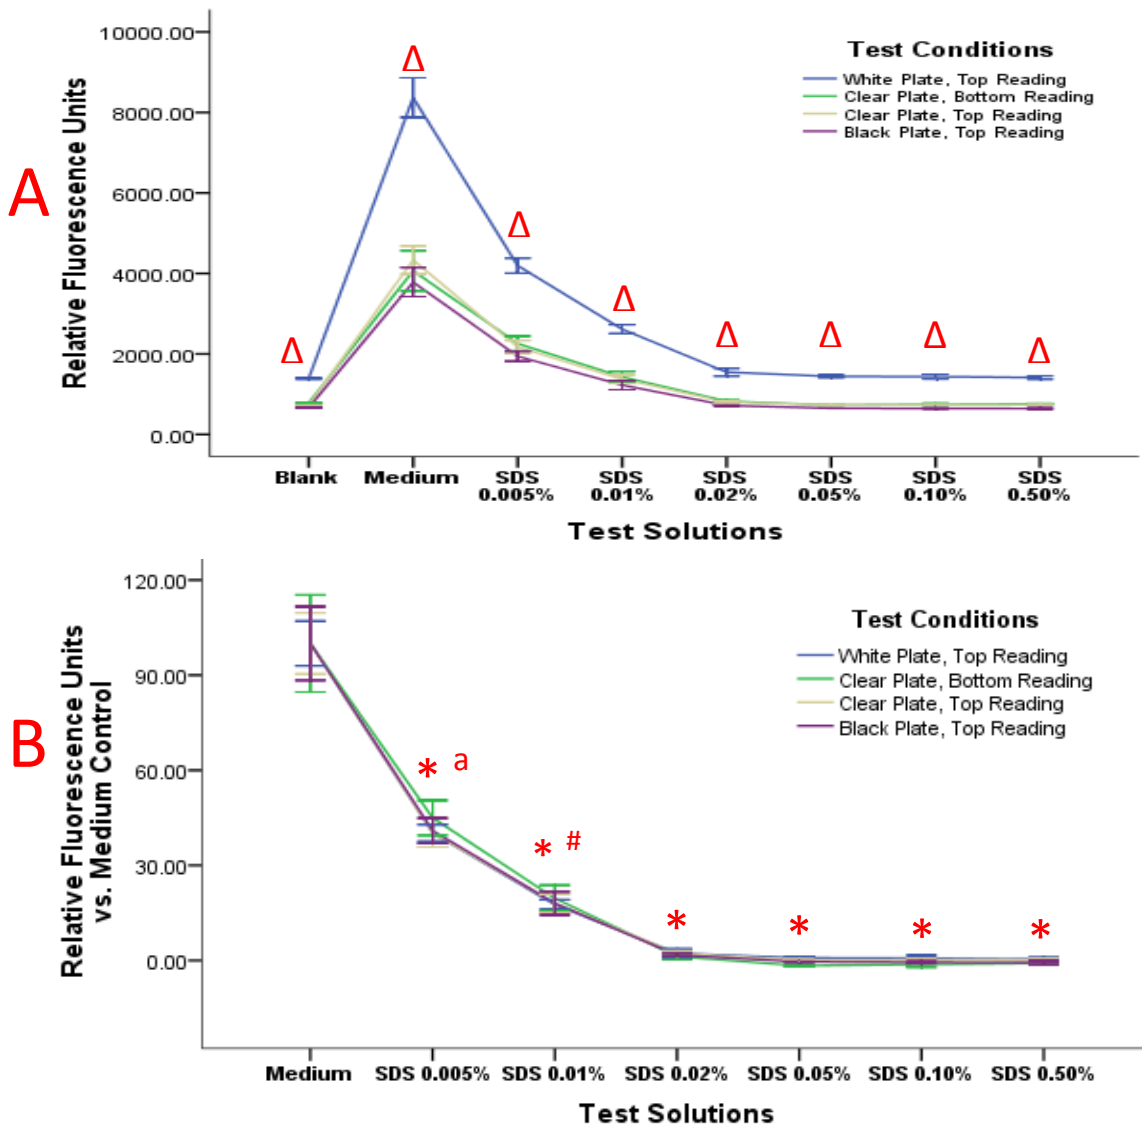 A
Relative Fluorescence Units
10000.00
8000.00
6000.00
4000.00
2000.00
0.00
Test Conditions
White Plate, Top Reading
Clear Plate, Bottom Reading
Clear Plate, Top Reading
Black Plate, Top Reading
Δ
Δ
Δ
Δ
Δ
Δ
Δ
Δ
Blank Medium SDS SDS SDS SDS SDS SDS
0.005% 0.01% 0.02% 0.05% 0.10% 0.50%
Test Solutions
B
Relative Fluorescence Units
vs. Medium Control
120.00
90.00
60.00
30.00
0.00
Test Conditions
White Plate, Top Reading
Clear Plate, Bottom Reading
Clear Plate, Top Reading
Black Plate, Top Reading
* a
* #
* * * *
Medium SDS 0.005% SDS 0.01% SDS 0.02% SDS 0.05% SDS 0.10% SDS 0.50%
Test Solutions